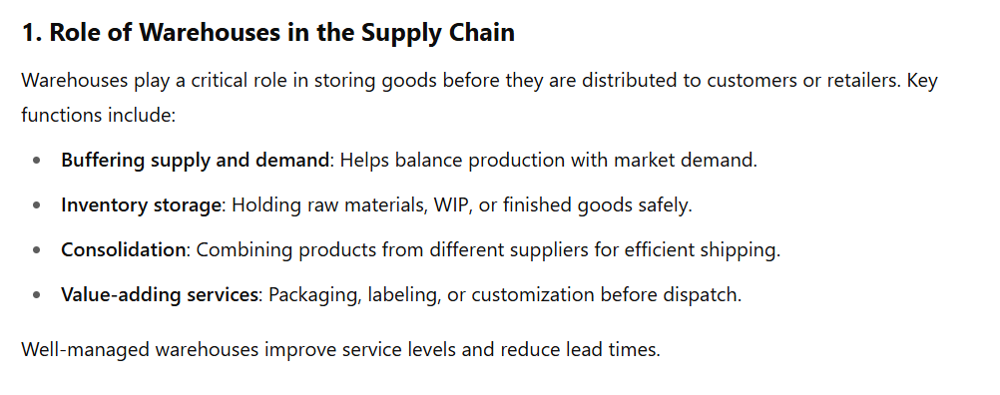 1. Role of Warehouses in the Supply Chain
Warehouses play a critical role in storing goods before they are distributed to customers or retailers. Key
functions include:
• Buffering supply and demand: Helps balance production with market demand.
• Inventory storage: Holding raw materials, WIP, or finished goods safely.
• Consolidation: Combining products from different suppliers for efficient shipping.
• Value-adding services: Packaging, labeling, or customization before dispatch.
Well-managed warehouses improve service levels and reduce lead times.